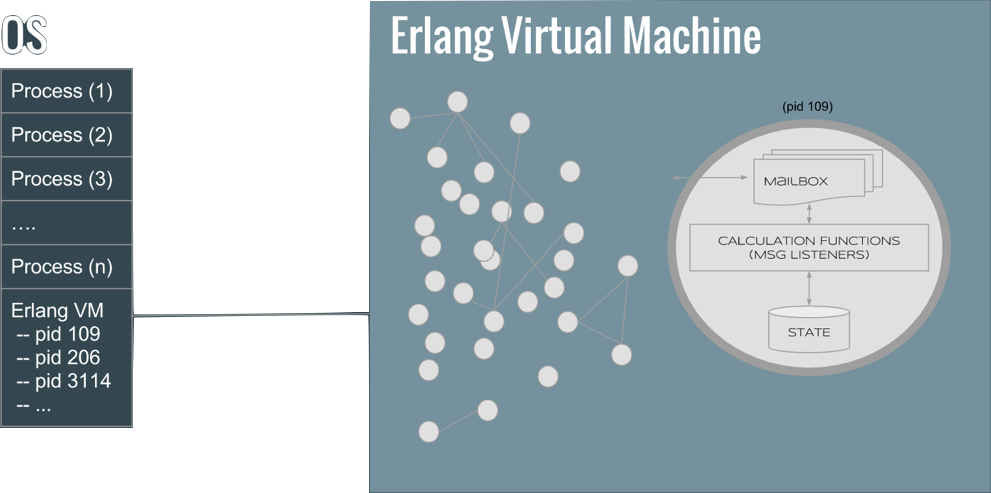 OS
Process (1)
Process (2)
Process (3)
....
Process (n)
Erlang VM
-- pid 109
-- pid 206
-- pid 3114
-- ...
Erlang Virtual Machine
(pid 109)
MAILBOX
CALCULATION FUNCTIONS
(MSG LISTENERS)
STATE